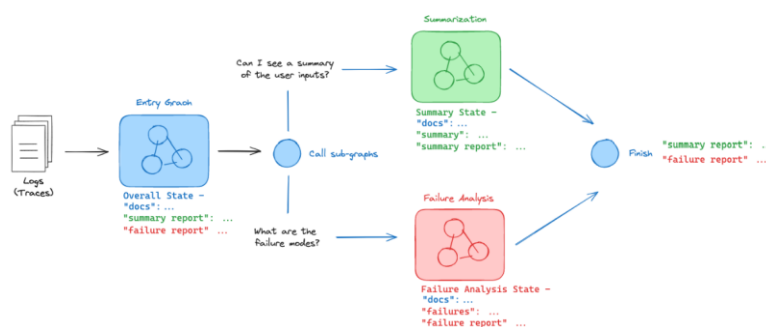 Summarization
Can I see a summary
of the user inputs?
Entry Graph
Summary State –
"docs": ...
"summary": ...
"summary report": ...
Call sub-graphs
Finish
"summary report": ..
"failure report" ...
Logs
(Traces)
Overall State –
"docs": ...
"summary report": ...
"failure report" ...
Failure Analysis
What are the
failure modes?
Failure Analysis State –
"docs": ...
"failures": ...
"failure report" ...